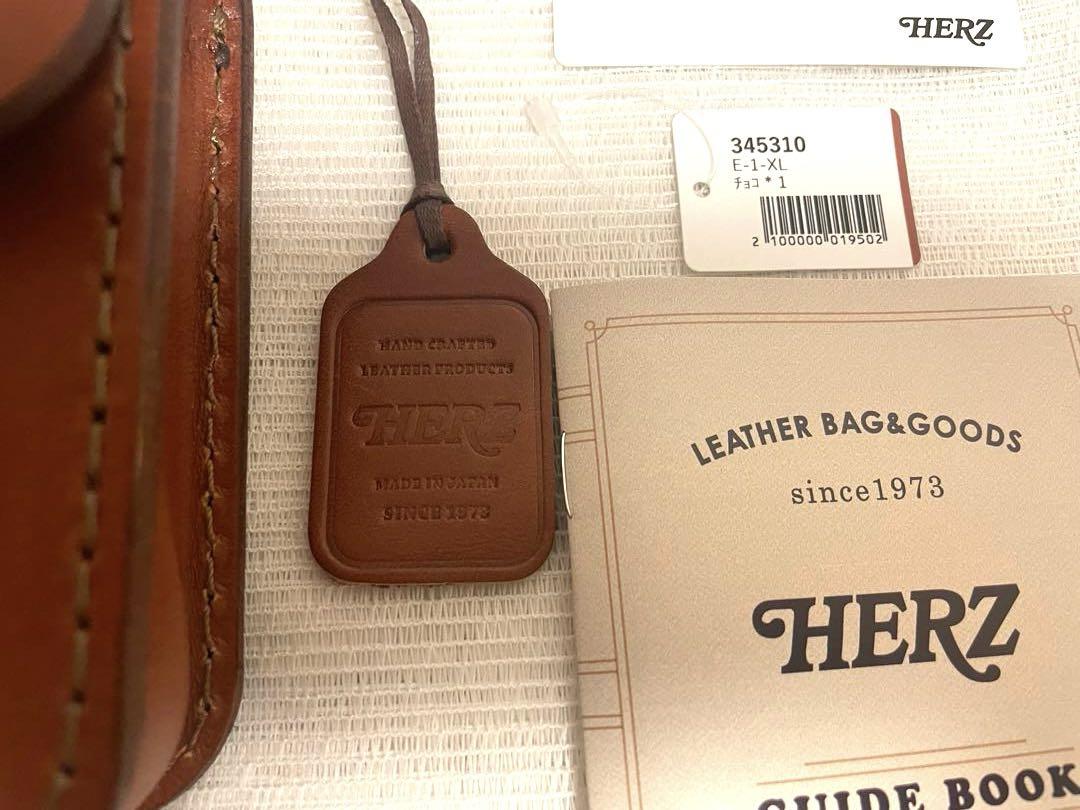 HERZ
345310
E-1-XL
ﾁｮｺ * 1
2 100000 019502
HAND CRAFTED
LEATHER PRODUCTS
HERZ
MADE IN JAPAN
SINCE 1973
LEATHER BAG&GOODS
since1973
HERZ
GUIDE BOOK